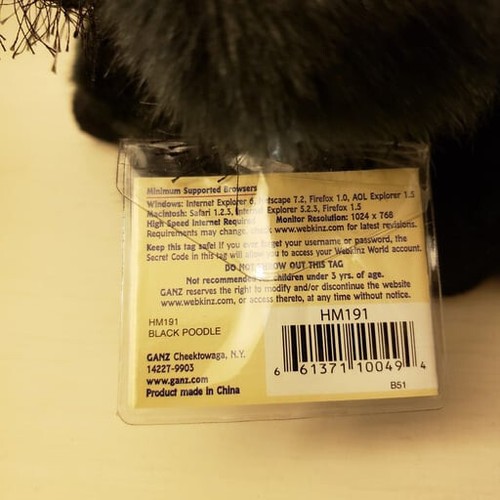 Minimum Supported Browsers
Windows: Internet Explorer 6. Netscape 7.2, Firefox 1.0, AOL Explorer 1.5
Macintosh: Safari 1.2.3, Internet Explorer 5.2.3, Firefox 1.5
High Speed Internet Required Monitor Resolution: 1024 x 768
Requirements may change, check www.webkinz.com for latest revisions.
Keep this tag safe! If you ever forget your username or password, the
Secret Code in this tag will allow you to access your Webkinz World account.
DO NOT THROW OUT THIS TAG
Not recommended children under 3 yrs. of age.
GANZ reserves the right to modify and/or discontinue the website
www.webkinz.com, or access thereto, at any time without notice.
HM191
BLACK POODLE
GANZ Cheektowaga, N.Y.
14227-9903
www.ganz.com
Product made in China
HM191
6 61371 10049 4
B51